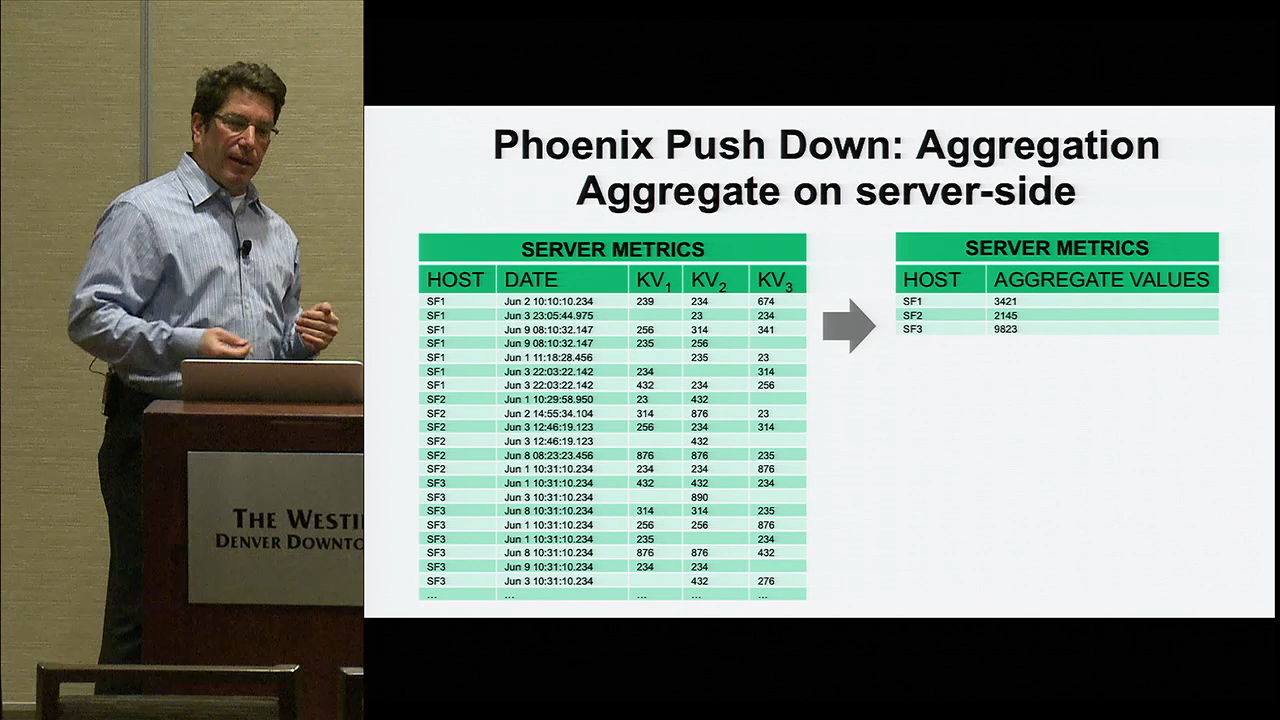 Phoenix Push Down: Aggregation
Aggregate on server-side
SERVER METRICS
HOST DATE KV1 KV2 KV3
SF1 Jun 2 10:10:10.234 239 234 674
SF1 Jun 3 23:05:44.975 23 234
SF1 Jun 9 08:10:32.147 256 314 341
SF1 Jun 9 08:10:32.147 235 256
SF1 Jun 1 11:18:28.456 235 23
SF1 Jun 3 22:03:22.142 234 314
SF1 Jun 3 22:03:22.142 432 234 256
SF2 Jun 1 10:29:58.950 23 432
SF2 Jun 2 14:55:34.104 314 876 23
SF2 Jun 3 12:46:19.123 256 234 314
SF2 Jun 3 12:46:19.123 432
SF2 Jun 8 08:23:23.456 876 876 235
SF2 Jun 1 10:31:10.234 234 234 876
SF3 Jun 1 10:31:10.234 432 432 234
SF3 Jun 3 10:31:10.234 890
SF3 Jun 8 10:31:10.234 314 314 235
SF3 Jun 1 10:31:10.234 256 256 876
SF3 Jun 1 10:31:10.234 235 234
SF3 Jun 8 10:31:10.234 876 876 432
SF3 Jun 9 10:31:10.234 234 234
SF3 Jun 3 10:31:10.234 432 276
... ... ... ... ...
SERVER METRICS
HOST AGGREGATE VALUES
SF1 3421
SF2 2145
SF3 9823
THE WESTI
DENVER DOWNTO